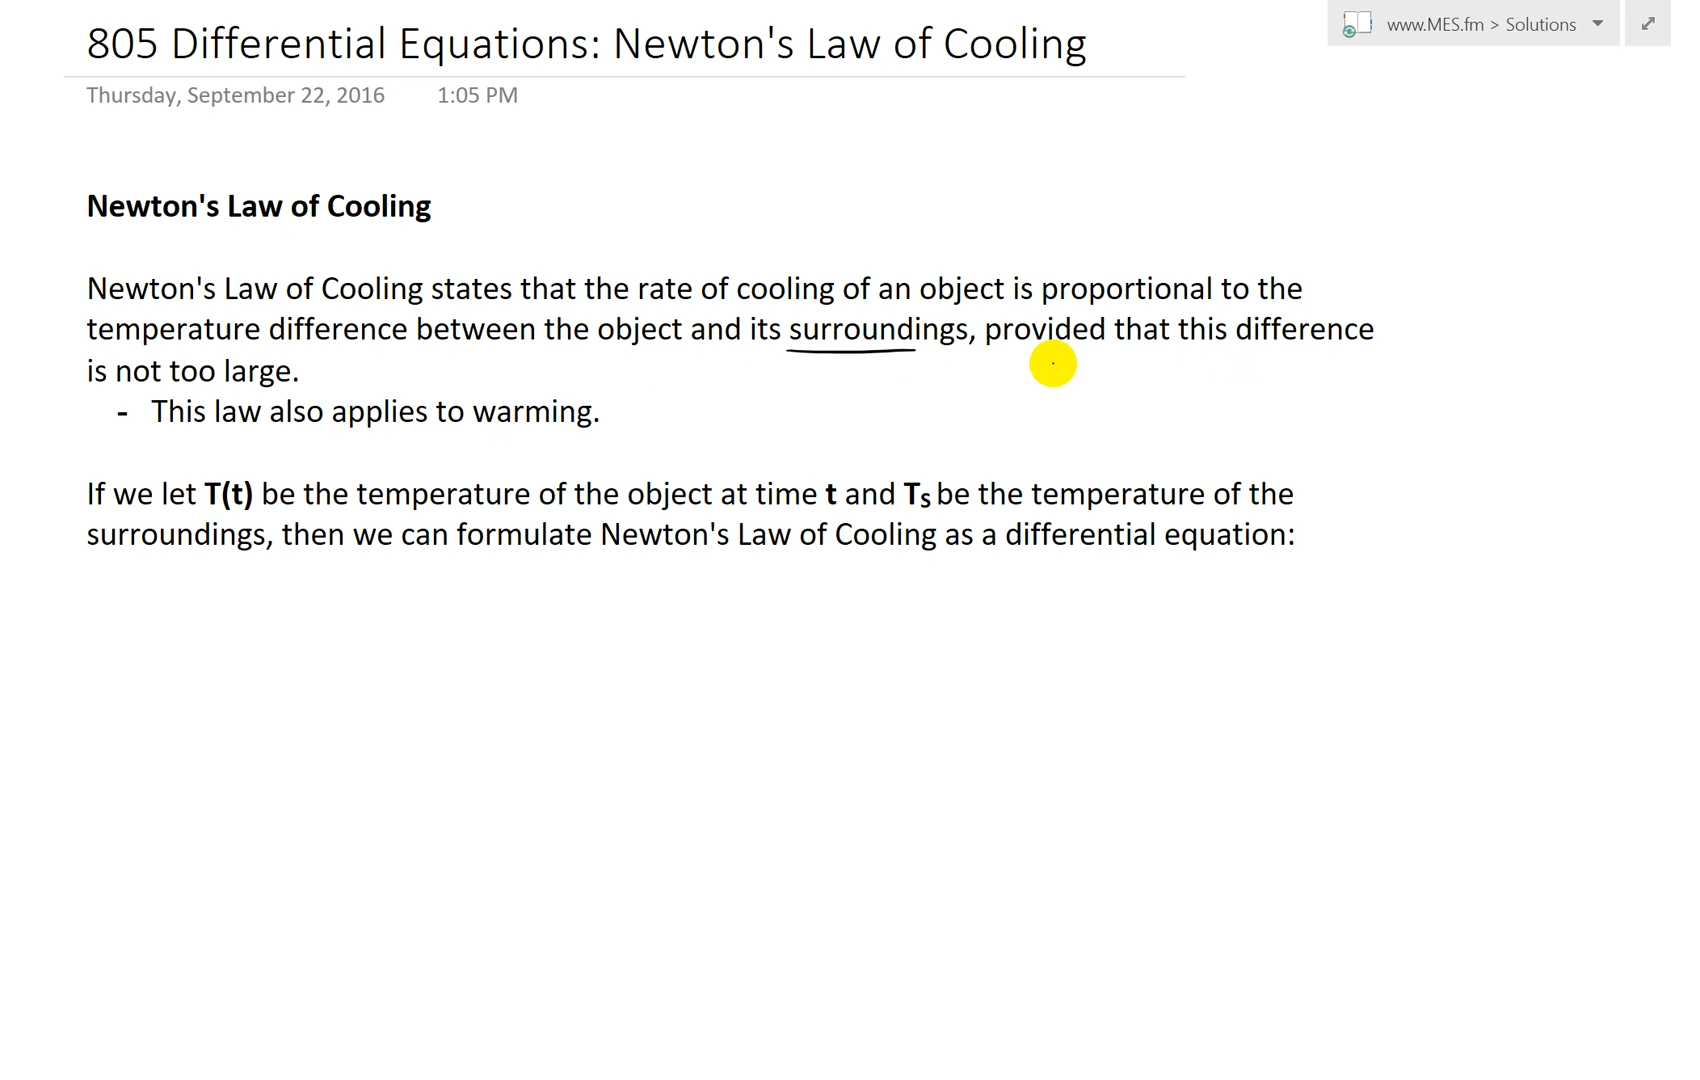 805 Differential Equations: Newton's Law of Cooling
www.MES.fm > Solutions
Thursday, September 22, 2016 1:05 PM
Newton's Law of Cooling
Newton's Law of Cooling states that the rate of cooling of an object is proportional to the
temperature difference between the object and its surroundings, provided that this difference
is not too large.
- This law also applies to warming.
If we let T(t) be the temperature of the object at time t and Ts be the temperature of the
surroundings, then we can formulate Newton's Law of Cooling as a differential equation: